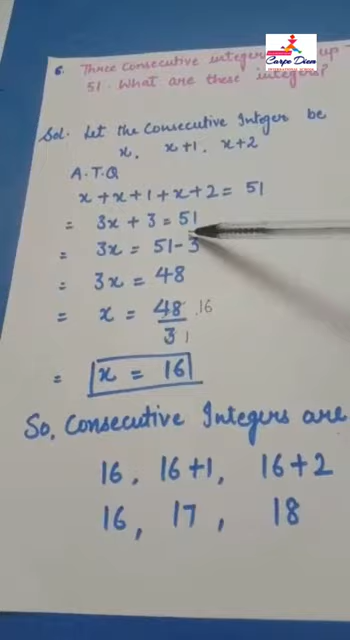 Carpe Diem
6. Three Consecutive integers up
51. What are these integers?
Sol. Let the Consecutive Integer be
x, x+1, x+2
A.T.Q
x + x + 1 + x + 2 = 51
= 3x + 3 = 51
= 3x = 51 - 3
= 3x = 48
= x = 48/3 16 1
= x = 16
So, Consecutive Integers are
16, 16+1, 16+2
16, 17, 18